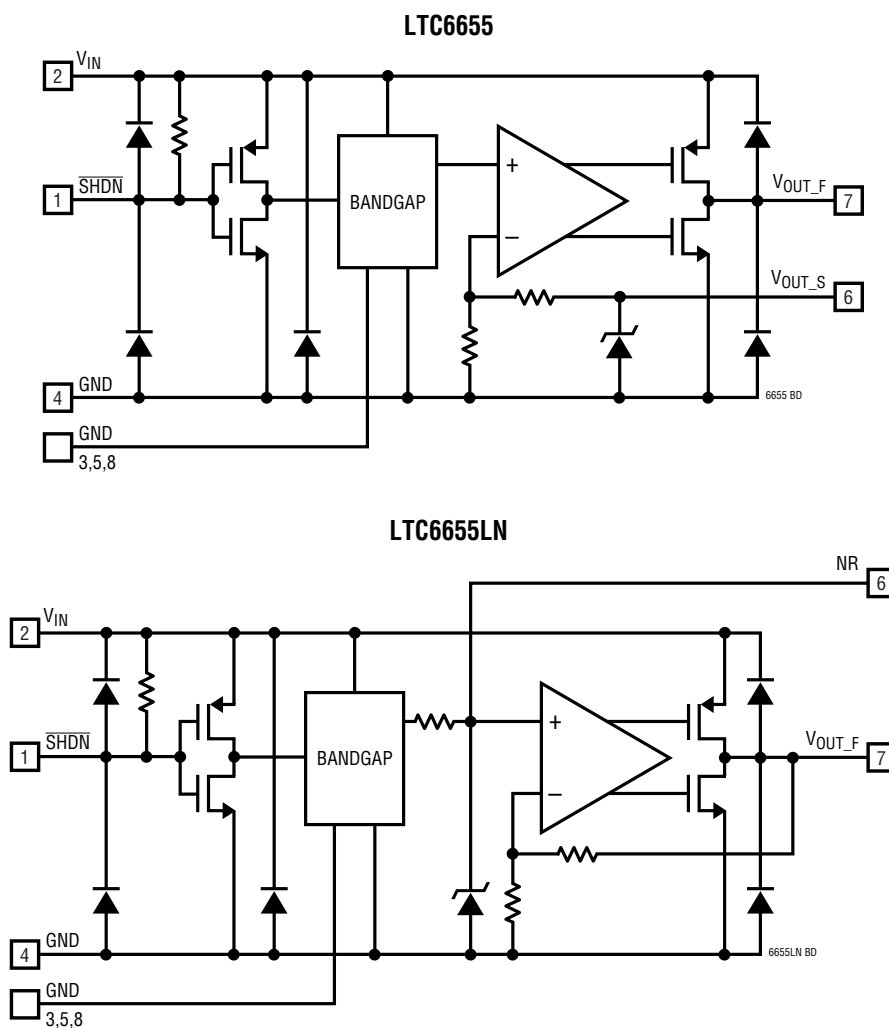 LTC6655
2 VIN
1 SHDN
BANDGAP
+
–
VOUT_F 7
VOUT_S 6
4 GND
6655 BD
GND
3,5,8
LTC6655LN
NR 6
2 VIN
1 SHDN
BANDGAP
+
–
VOUT_F 7
4 GND
6655LN BD
GND
3,5,8